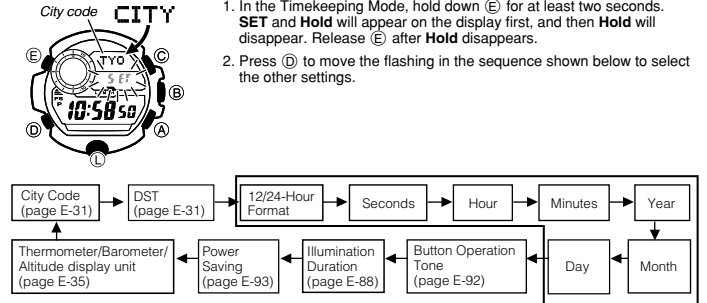 City code
CITY
TYO
SET
PS
P
10:58 50
E
C
B
D
A
L
1. In the Timekeeping Mode, hold down Ⓔ for at least two seconds.
SET and Hold will appear on the display first, and then Hold will
disappear. Release Ⓔ after Hold disappears.
2. Press Ⓓ to move the flashing in the sequence shown below to select
the other settings.
City Code
(page E-31)
DST
(page E-31)
12/24-Hour
Format
Seconds
Hour
Minutes
Year
Thermometer/Barometer/
Altitude display unit
(page E-35)
Power
Saving
(page E-93)
Illumination
Duration
(page E-88)
Button Operation
Tone
(page E-92)
Day
Month